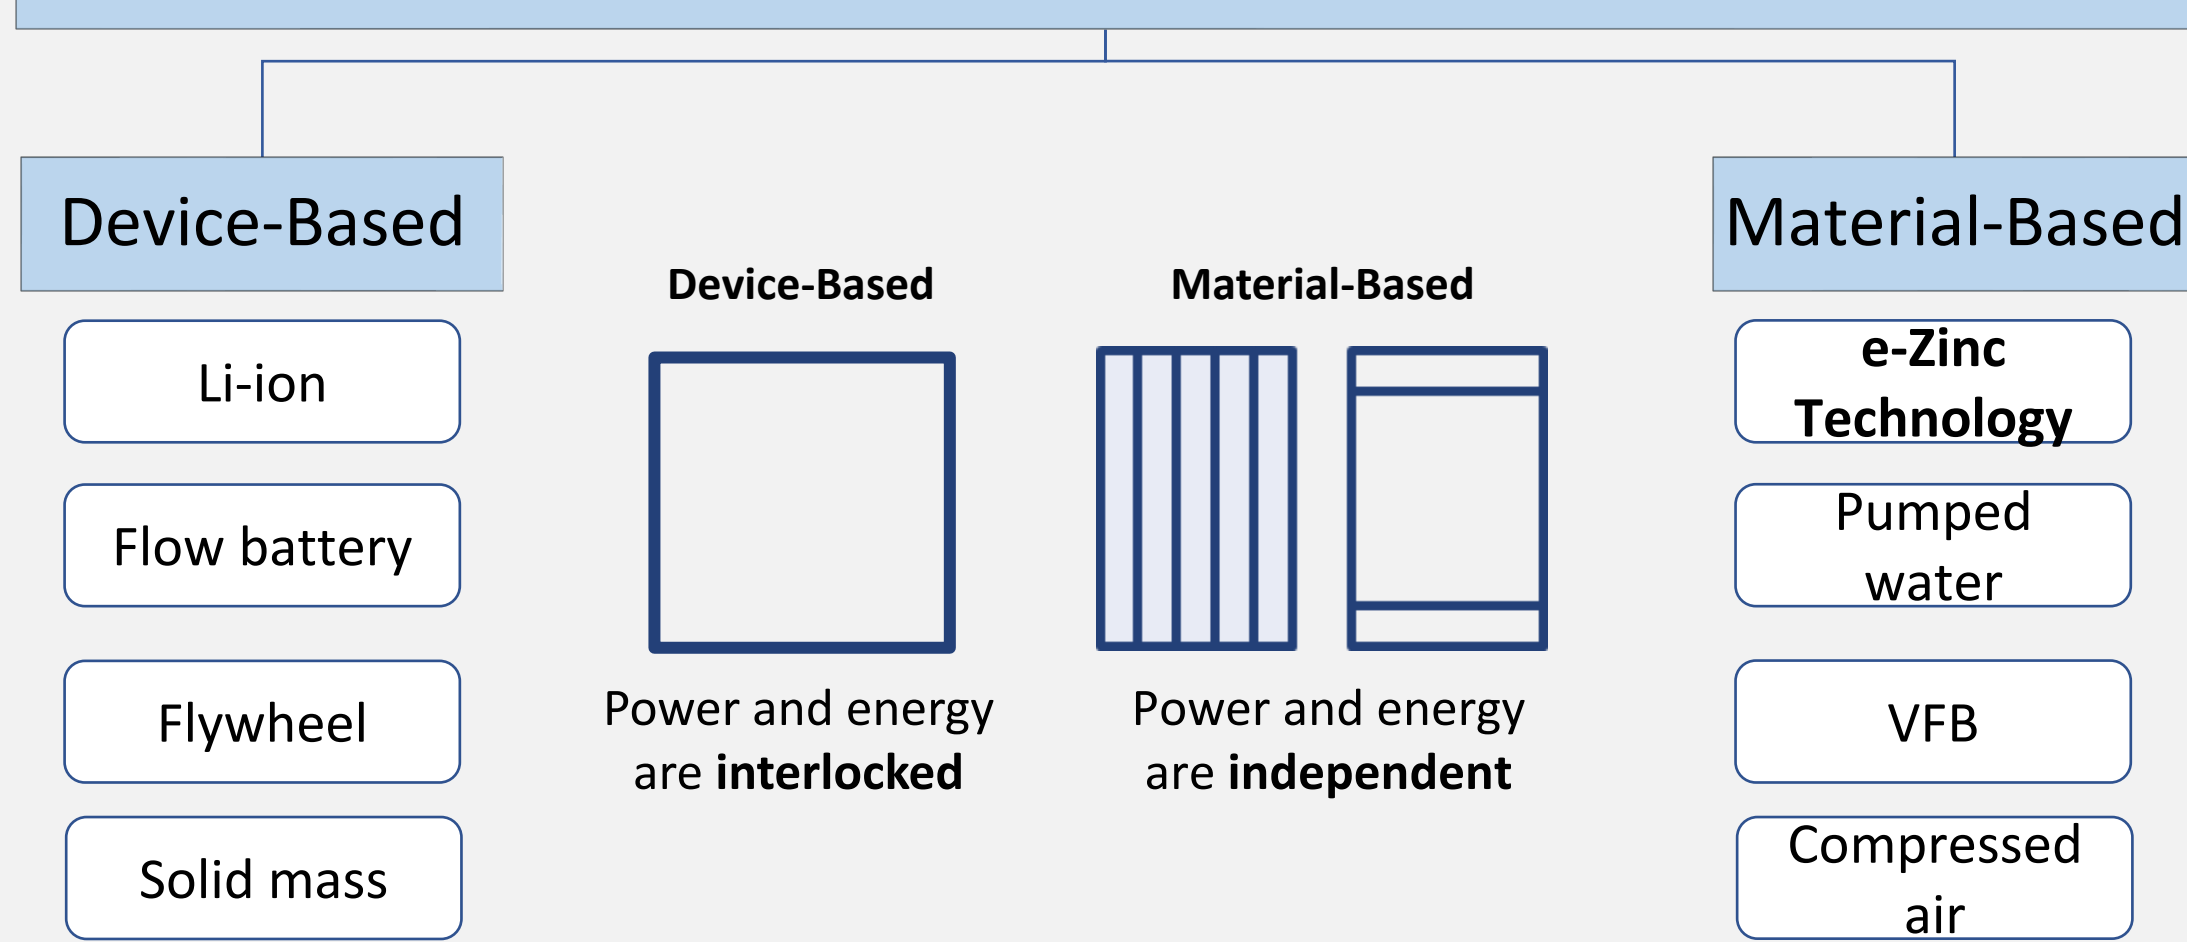 Device-Based
Material-Based
Device-Based
Material-Based
Li-ion
Flow battery
Flywheel
Solid mass
Power and energy
are interlocked
Power and energy
are independent
e-Zinc
Technology
Pumped
water
VFB
Compressed
air